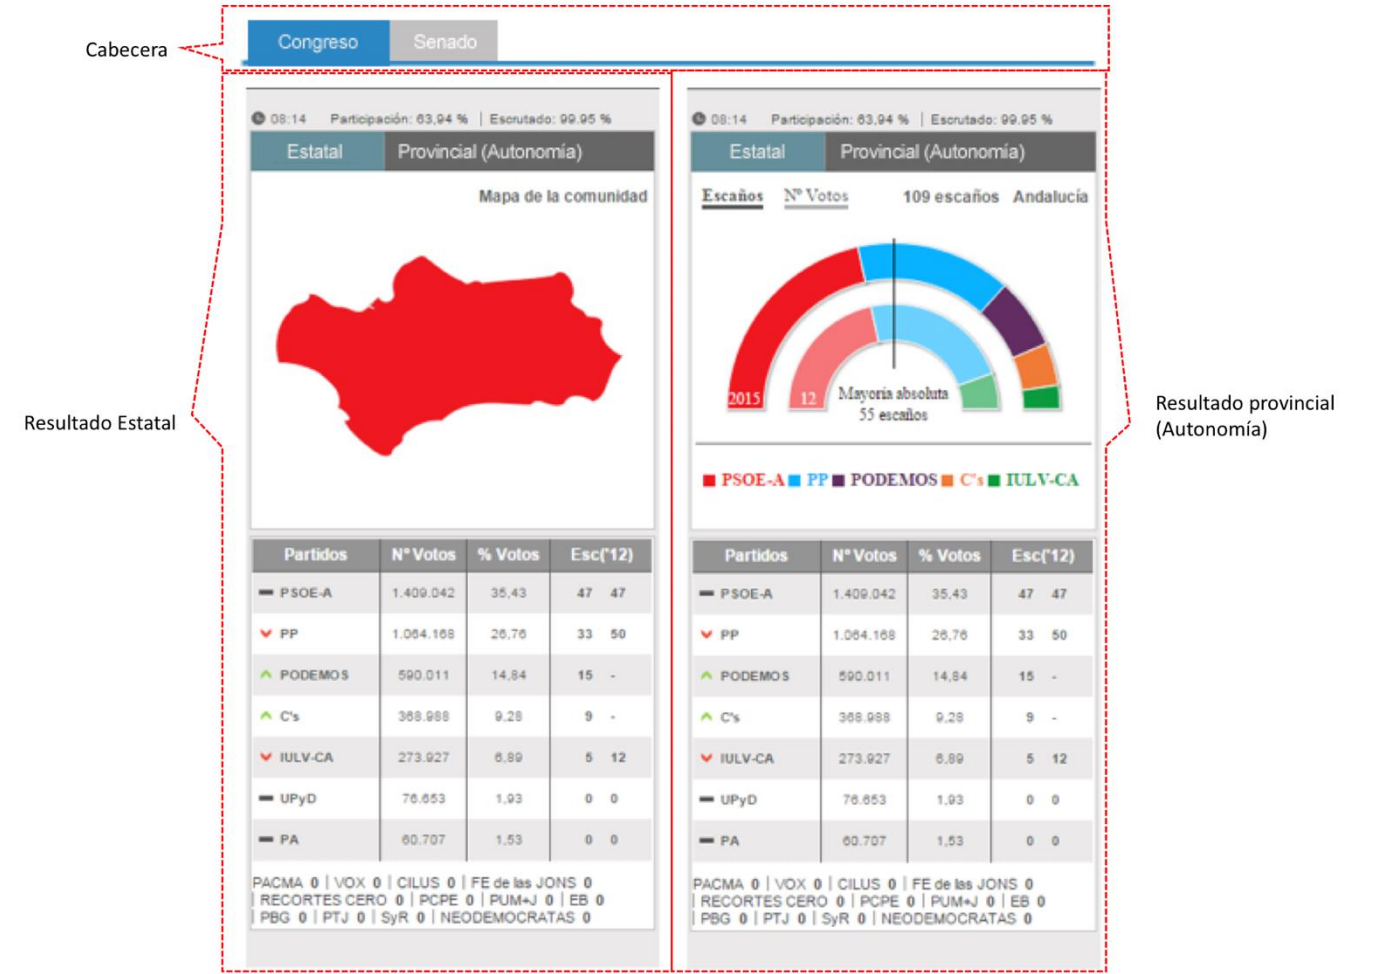 Cabecera
Congreso Senado
08:14 Participación: 63,94 % | Escrutado: 99.95 %
Estatal Provincial (Autonomía)
Mapa de la comunidad
Resultado Estatal
Partidos Nº Votos % Votos Esc('12)
PSOE-A 1.409.042 35,43 47 47
PP 1.064.168 26,76 33 50
PODEMOS 590.011 14,84 15 -
C's 368.988 9,28 9 -
IULV-CA 273.927 6,89 5 12
UPyD 76.653 1,93 0 0
PA 60.707 1,53 0 0
PACMA 0 | VOX 0 | CILUS 0 | FE de las JONS 0
| RECORTES CERO 0 | PCPE 0 | PUM+J 0 | EB 0
| PBG 0 | PTJ 0 | SyR 0 | NEODEMOCRATAS 0
08:14 Participación: 63,94 % | Escrutado: 99.95 %
Estatal Provincial (Autonomía)
Escaños Nº Votos 109 escaños Andalucía
2015 12 Mayoría absoluta
55 escaños
PSOE-A PP PODEMOS C's IULV-CA
Resultado provincial
(Autonomía)
Partidos Nº Votos % Votos Esc('12)
PSOE-A 1.409.042 35,43 47 47
PP 1.064.168 26,76 33 50
PODEMOS 590.011 14,84 15 -
C's 368.988 9,28 9 -
IULV-CA 273.927 6,89 5 12
UPyD 76.653 1,93 0 0
PA 60.707 1,53 0 0
PACMA 0 | VOX 0 | CILUS 0 | FE de las JONS 0
| RECORTES CERO 0 | PCPE 0 | PUM+J 0 | EB 0
| PBG 0 | PTJ 0 | SyR 0 | NEODEMOCRATAS 0